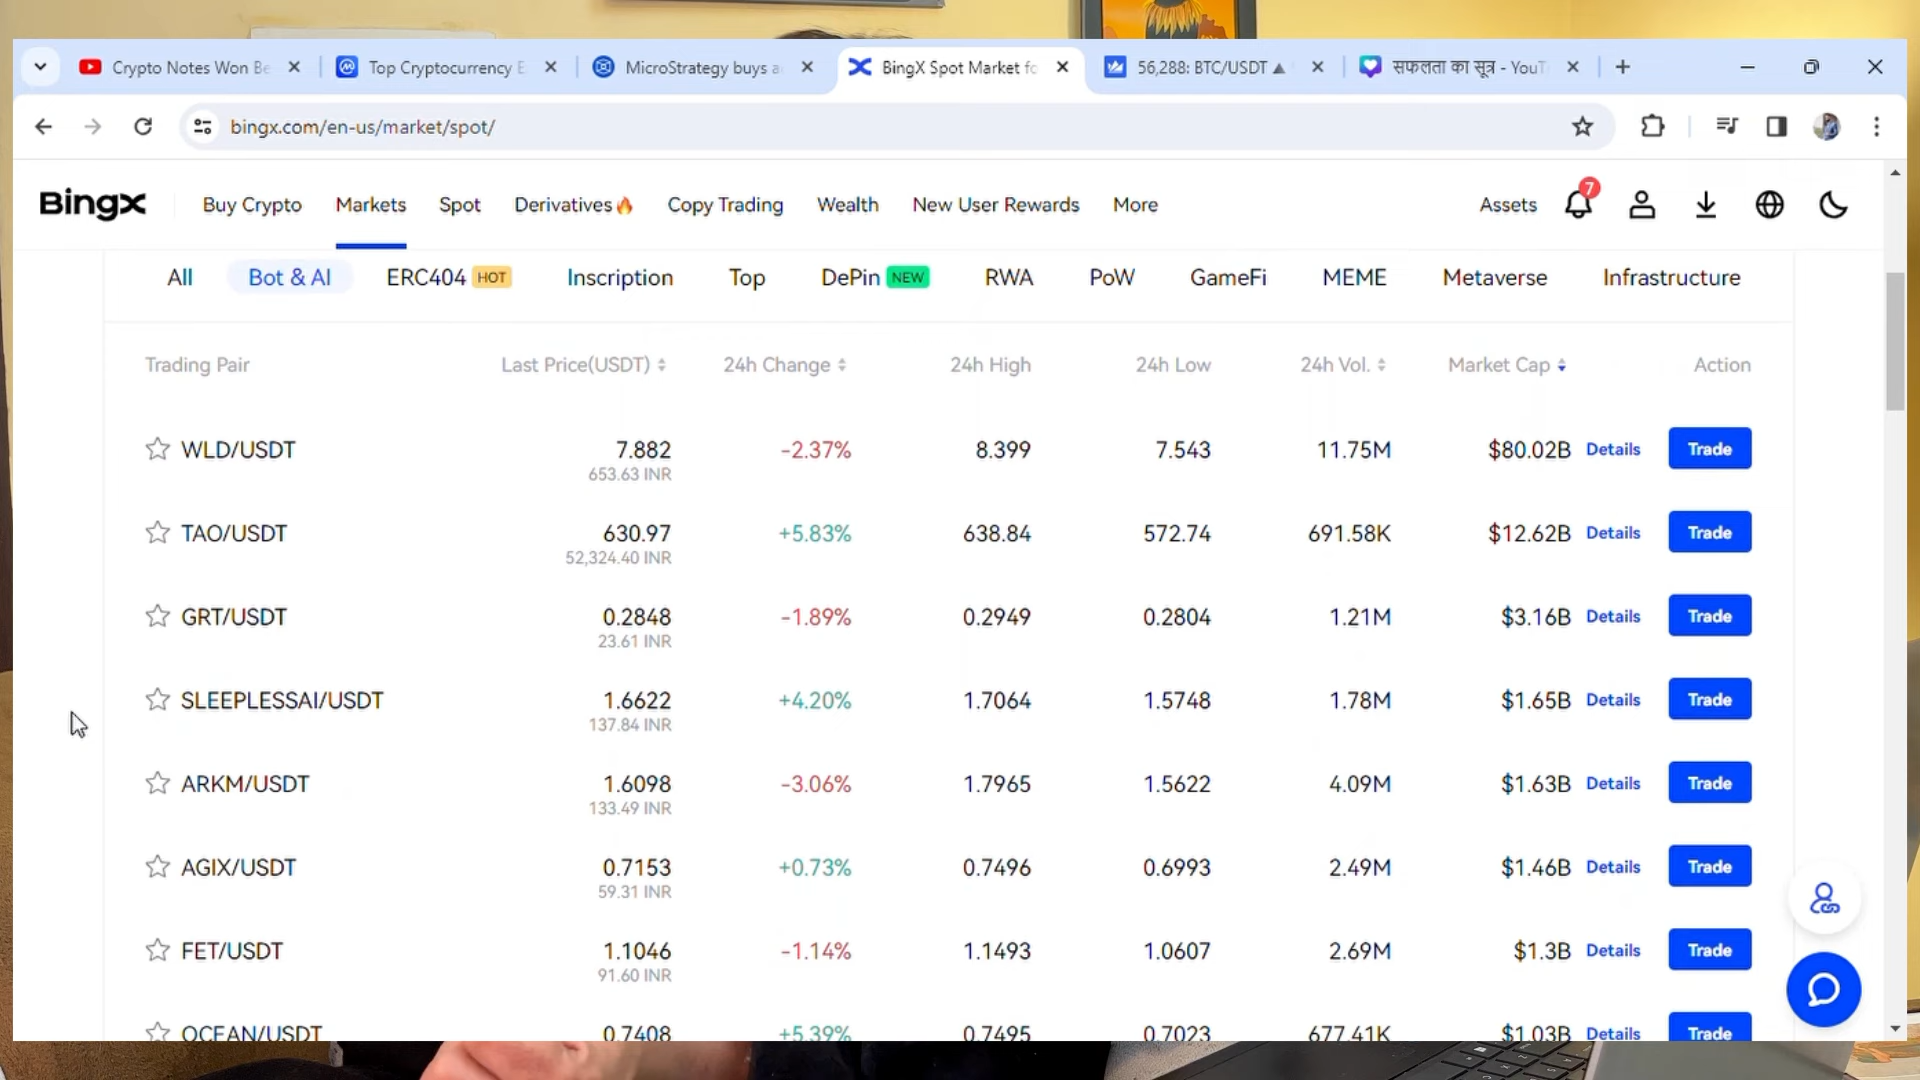 Crypto Notes Won Be
Top Cryptocurrency E
MicroStrategy buys a
BingX Spot Market fo
56,288: BTC/USDT ▲
सफलता का सूत्र - YouT
bingx.com/en-us/market/spot/
BingX
Buy Crypto Markets Spot Derivatives Copy Trading Wealth New User Rewards More Assets 7
All Bot & AI ERC404 HOT Inscription Top DePin NEW RWA PoW GameFi MEME Metaverse Infrastructure
Trading Pair Last Price(USDT) 24h Change 24h High 24h Low 24h Vol. Market Cap Action
WLD/USDT 7.882 -2.37% 8.399 7.543 11.75M $80.02B Details Trade
653.63 INR
TAO/USDT 630.97 +5.83% 638.84 572.74 691.58K $12.62B Details Trade
52,324.40 INR
GRT/USDT 0.2848 -1.89% 0.2949 0.2804 1.21M $3.16B Details Trade
23.61 INR
SLEEPLESSAI/USDT 1.6622 +4.20% 1.7064 1.5748 1.78M $1.65B Details Trade
137.84 INR
ARKM/USDT 1.6098 -3.06% 1.7965 1.5622 4.09M $1.63B Details Trade
133.49 INR
AGIX/USDT 0.7153 +0.73% 0.7496 0.6993 2.49M $1.46B Details Trade
59.31 INR
FET/USDT 1.1046 -1.14% 1.1493 1.0607 2.69M $1.3B Details Trade
91.60 INR
OCEAN/USDT 0.7408 +5.39% 0.7495 0.7023 677.41K $1.03B Details Trade